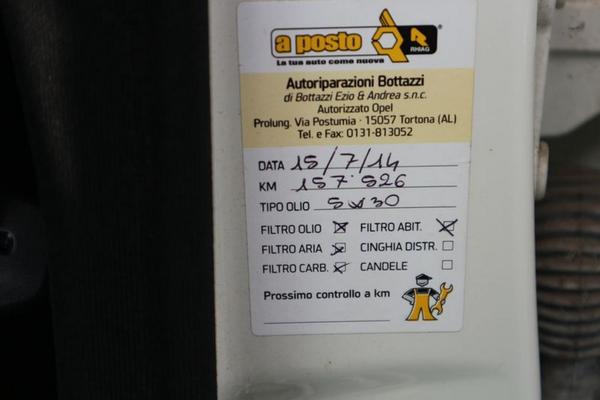 a posto RHIAG
La tua auto come nuova
Autoriparazioni Bottazzi
di Bottazzi Ezio & Andrea s.n.c.
Autorizzato Opel
Prolung. Via Postumia · 15057 Tortona (AL)
Tel. e Fax: 0131-813052
DATA 15/7/14
KM 157.526
TIPO OLIO 5W30
FILTRO OLIO FILTRO ABIT.
FILTRO ARIA CINGHIA DISTR.
FILTRO CARB. CANDELE
Prossimo controllo a km